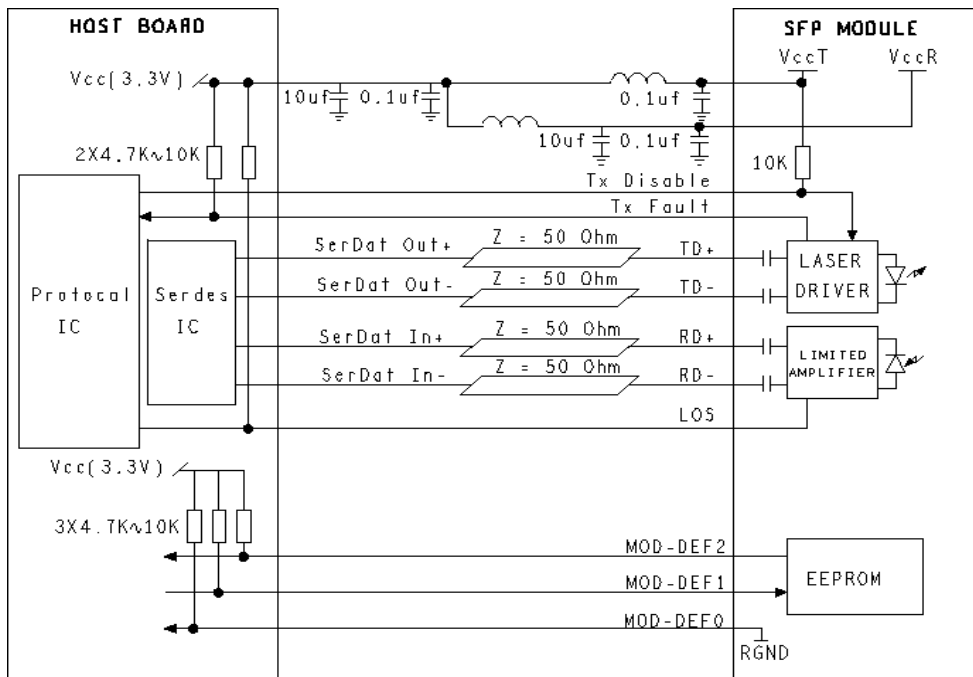 HOST BOARD
SFP MODULE
VccT
VccR
Vcc(3.3V)
10uf
0.1uf
0.1uf
10uf
0.1uf
2X4.7K~10K
10K
Tx Disable
Tx Fault
SerDat Out+
Z = 50 Ohm
TD+
SerDat Out-
Z = 50 Ohm
TD-
LASER
DRIVER
Protocal
IC
Serdes
IC
SerDat In+
Z = 50 Ohm
RD+
SerDat In-
Z = 50 Ohm
RD-
LIMITED
AMPLIFIER
LOS
Vcc(3.3V)
3X4.7K~10K
MOD-DEF2
MOD-DEF1
EEPROM
MOD-DEF0
RGND